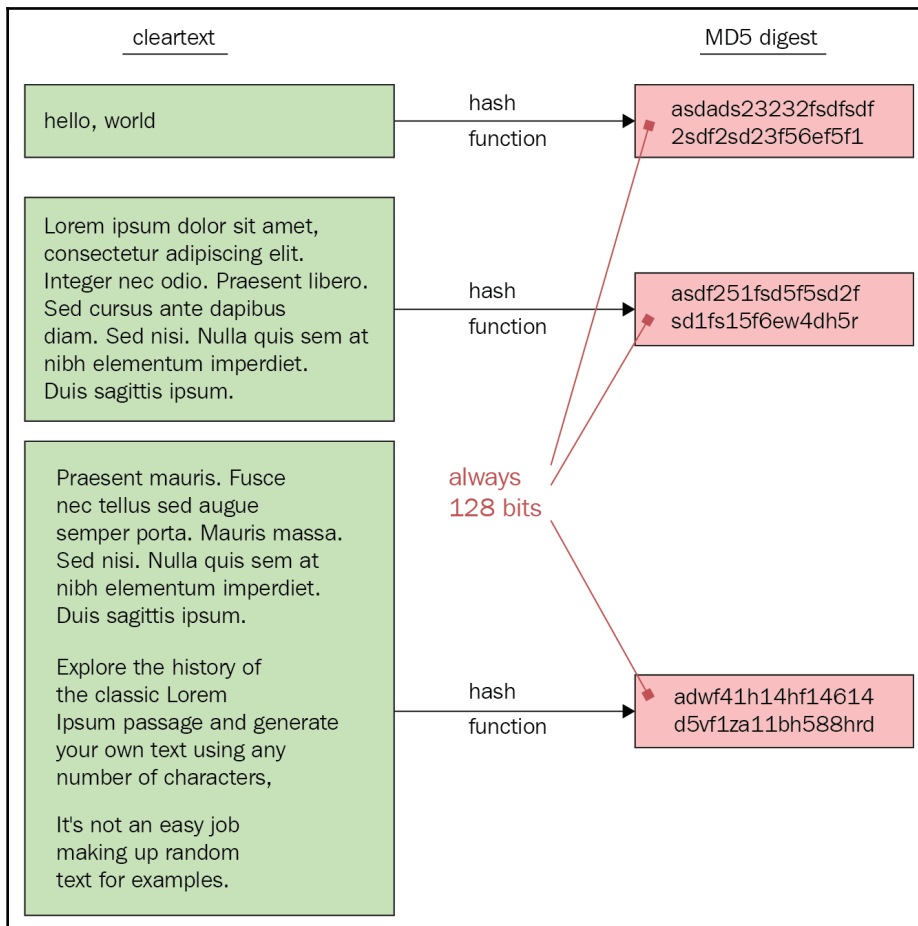 cleartext
MD5 digest
hello, world
hash
function
asdads23232fsdfsdf
2sdf2sd23f56ef5f1
Lorem ipsum dolor sit amet,
consectetur adipiscing elit.
Integer nec odio. Praesent libero.
Sed cursus ante dapibus
diam. Sed nisi. Nulla quis sem at
nibh elementum imperdiet.
Duis sagittis ipsum.
hash
function
asdf251fsd5f5sd2f
sd1fs15f6ew4dh5r
always
128 bits
Praesent mauris. Fusce
nec tellus sed augue
semper porta. Mauris massa.
Sed nisi. Nulla quis sem at
nibh elementum imperdiet.
Duis sagittis ipsum.
Explore the history of
the classic Lorem
Ipsum passage and generate
your own text using any
number of characters,
It's not an easy job
making up random
text for examples.
hash
function
adwf41h14hf14614
d5vf1za11bh588hrd